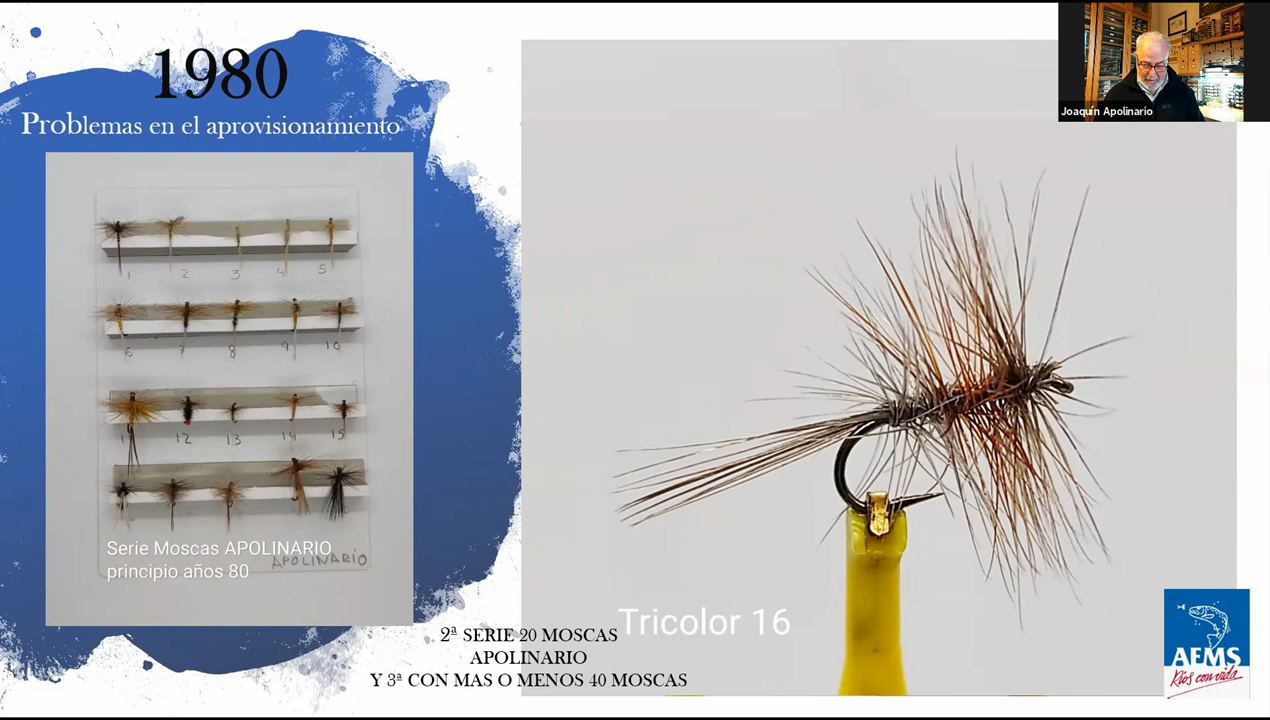 1980
Problemas en el aprovisionamiento
Joaquín Apolinario
1 2 3 4 5
6 7 8 9 10
11 12 13 14 15
Serie Moscas APOLINARIO
principio años 80
APOLINARIO
Tricolor 16
2ª SERIE 20 MOSCAS
APOLINARIO
Y 3ª CON MAS O MENOS 40 MOSCAS
AEMS
Ríos con vida